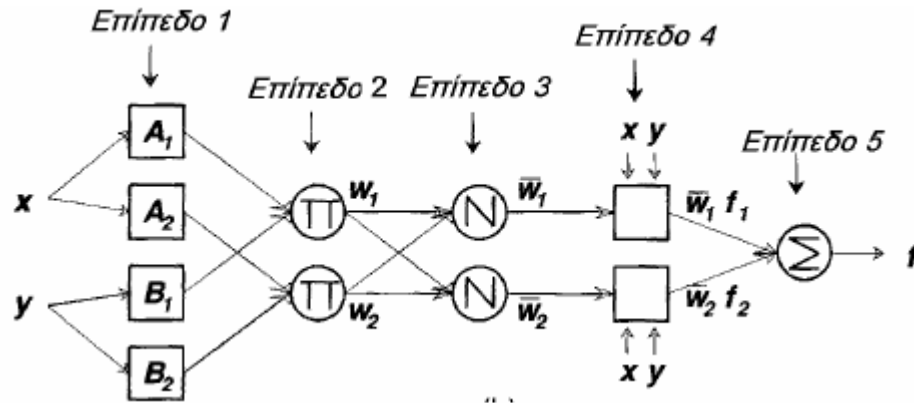 Επίπεδο 1
Επίπεδο 4
Επίπεδο 2
Επίπεδο 3
x y
Επίπεδο 5
A₁
x
A₂
Π
w₁
N
w̅₁
w̅₁ f₁
Σ
f
y
B₁
Π
w₂
N
w̅₂
w̅₂ f₂
B₂
x y